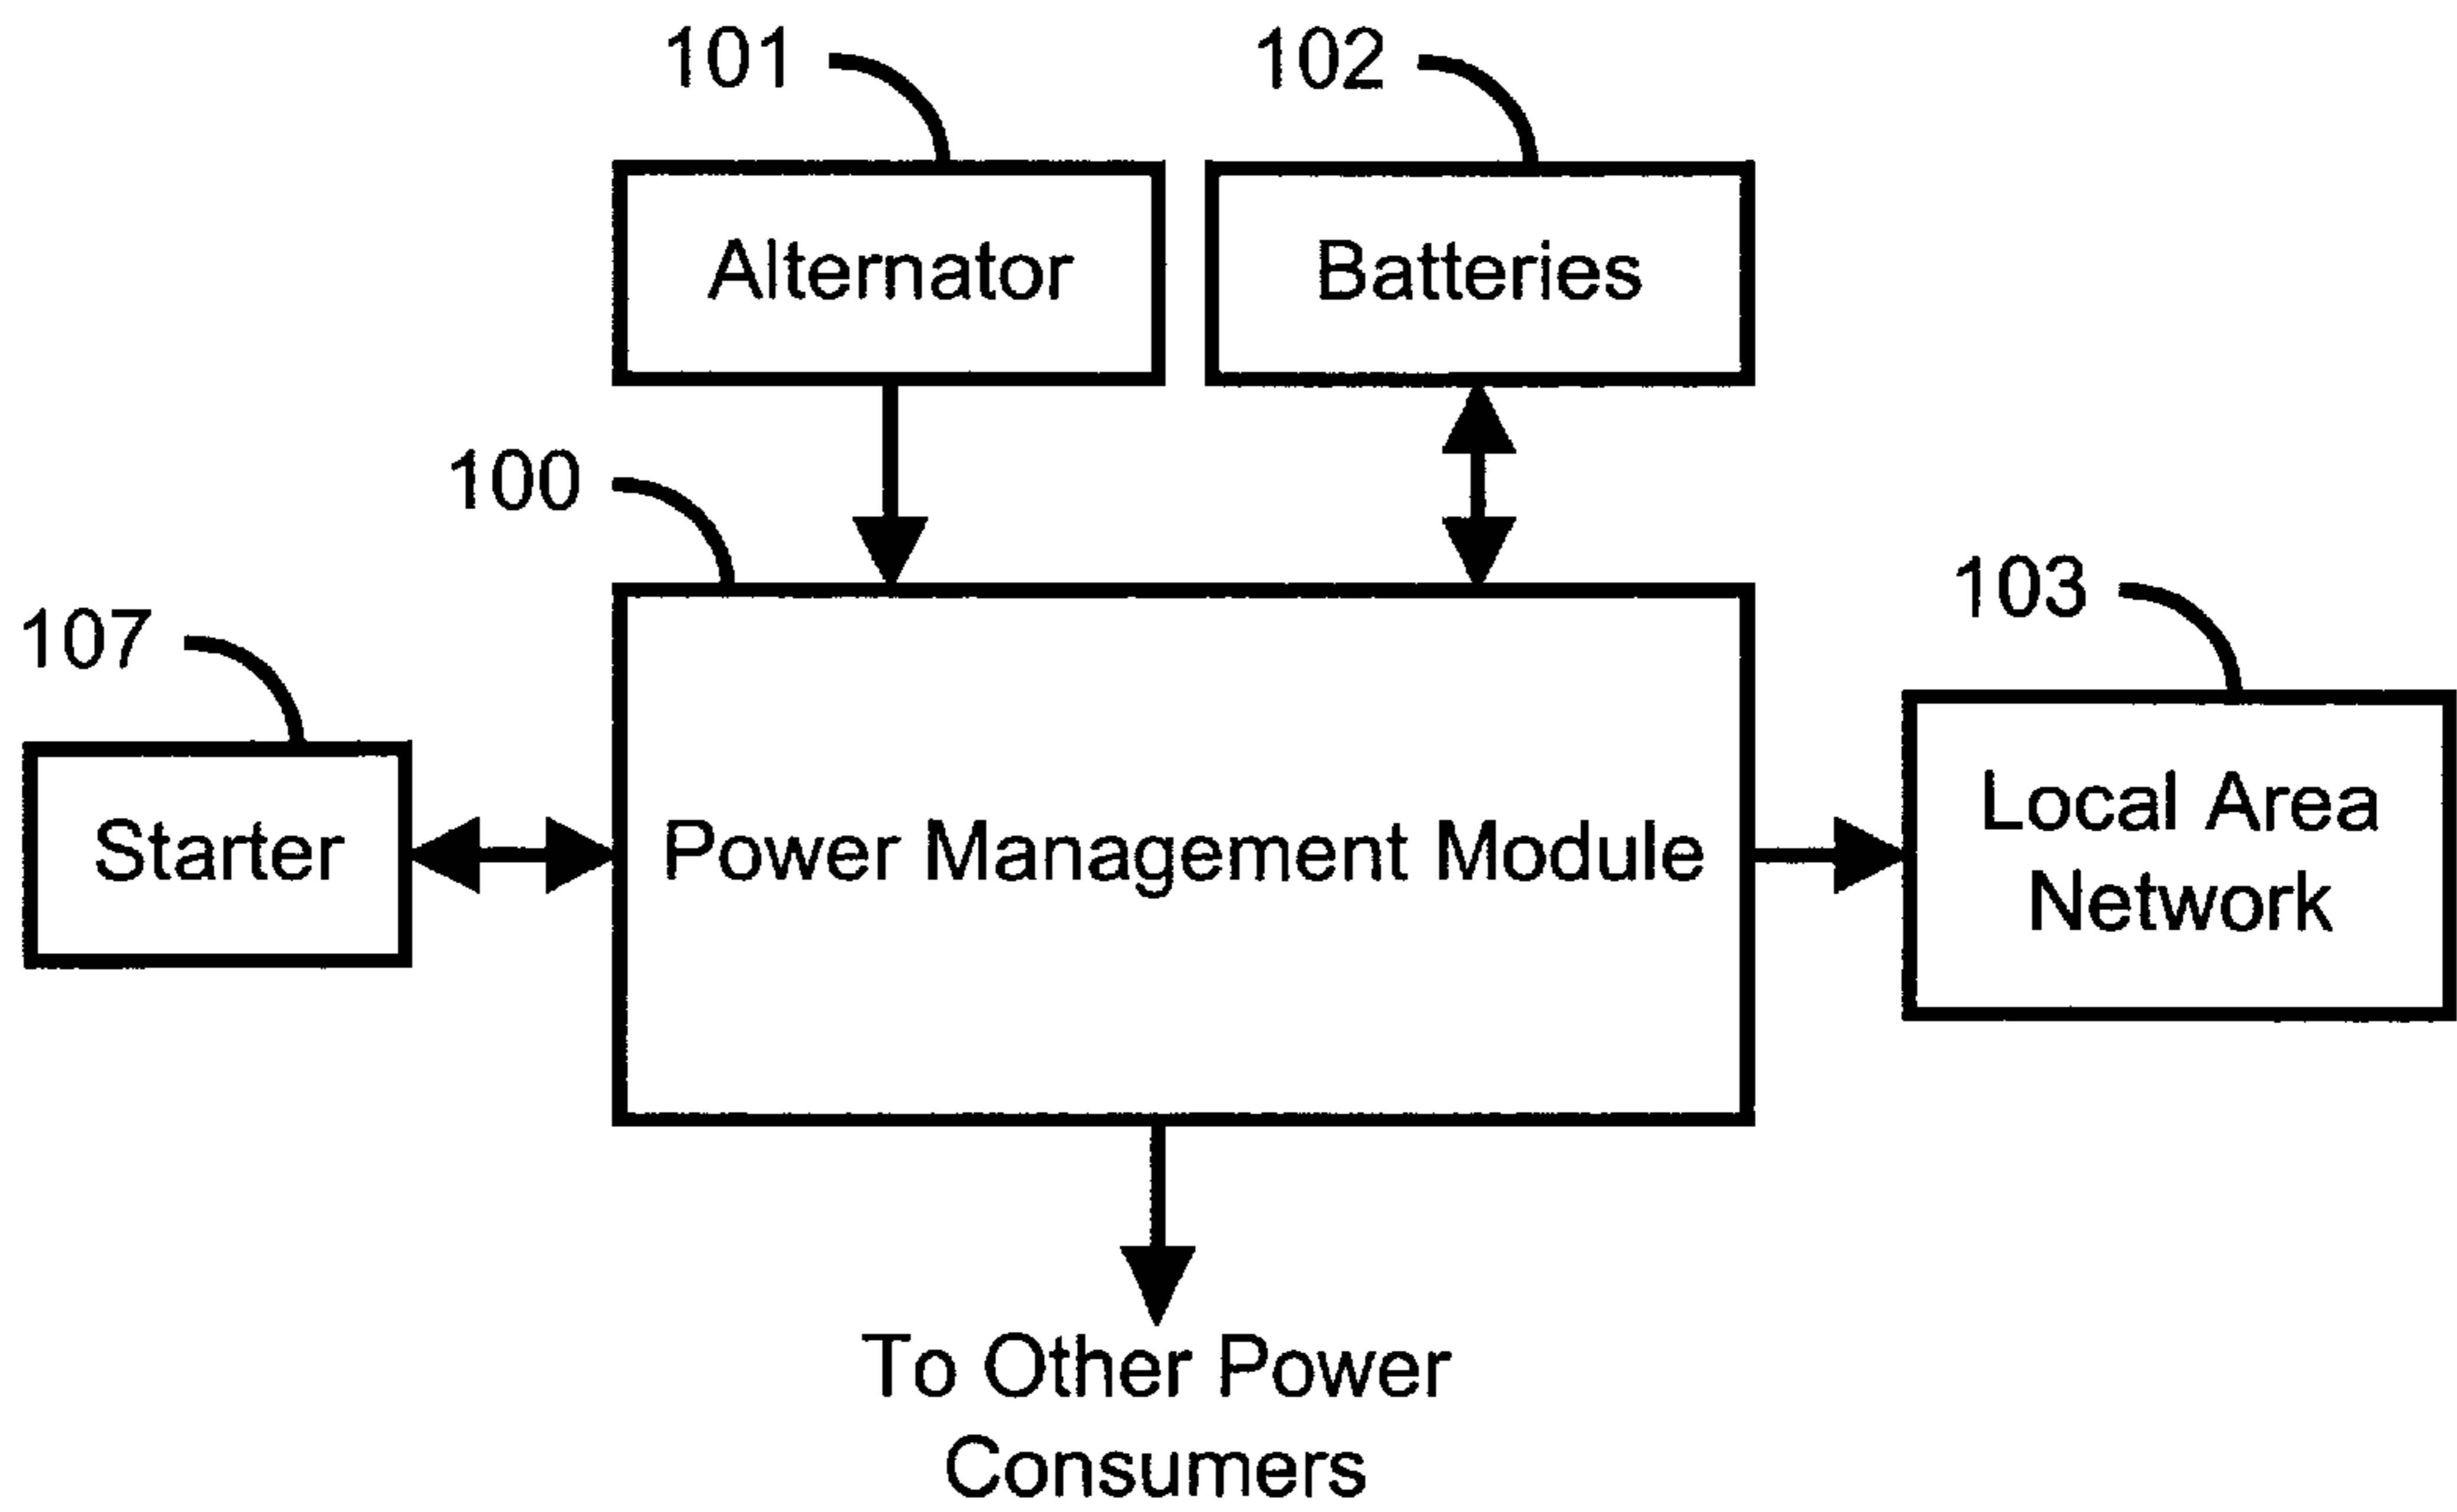 101
102
Alternator
Batteries
100
107
103
Starter
Power Management Module
Local Area
Network
To Other Power
Consumers